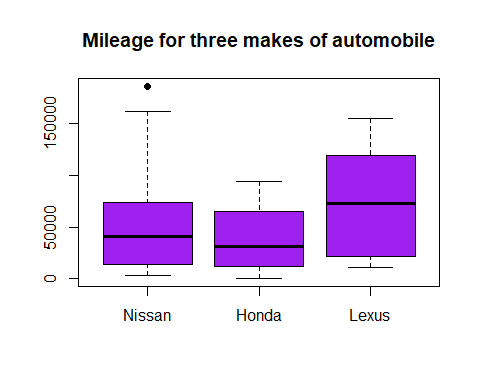 Mileage for three makes of automobile
150000
50000
0
Nissan Honda Lexus